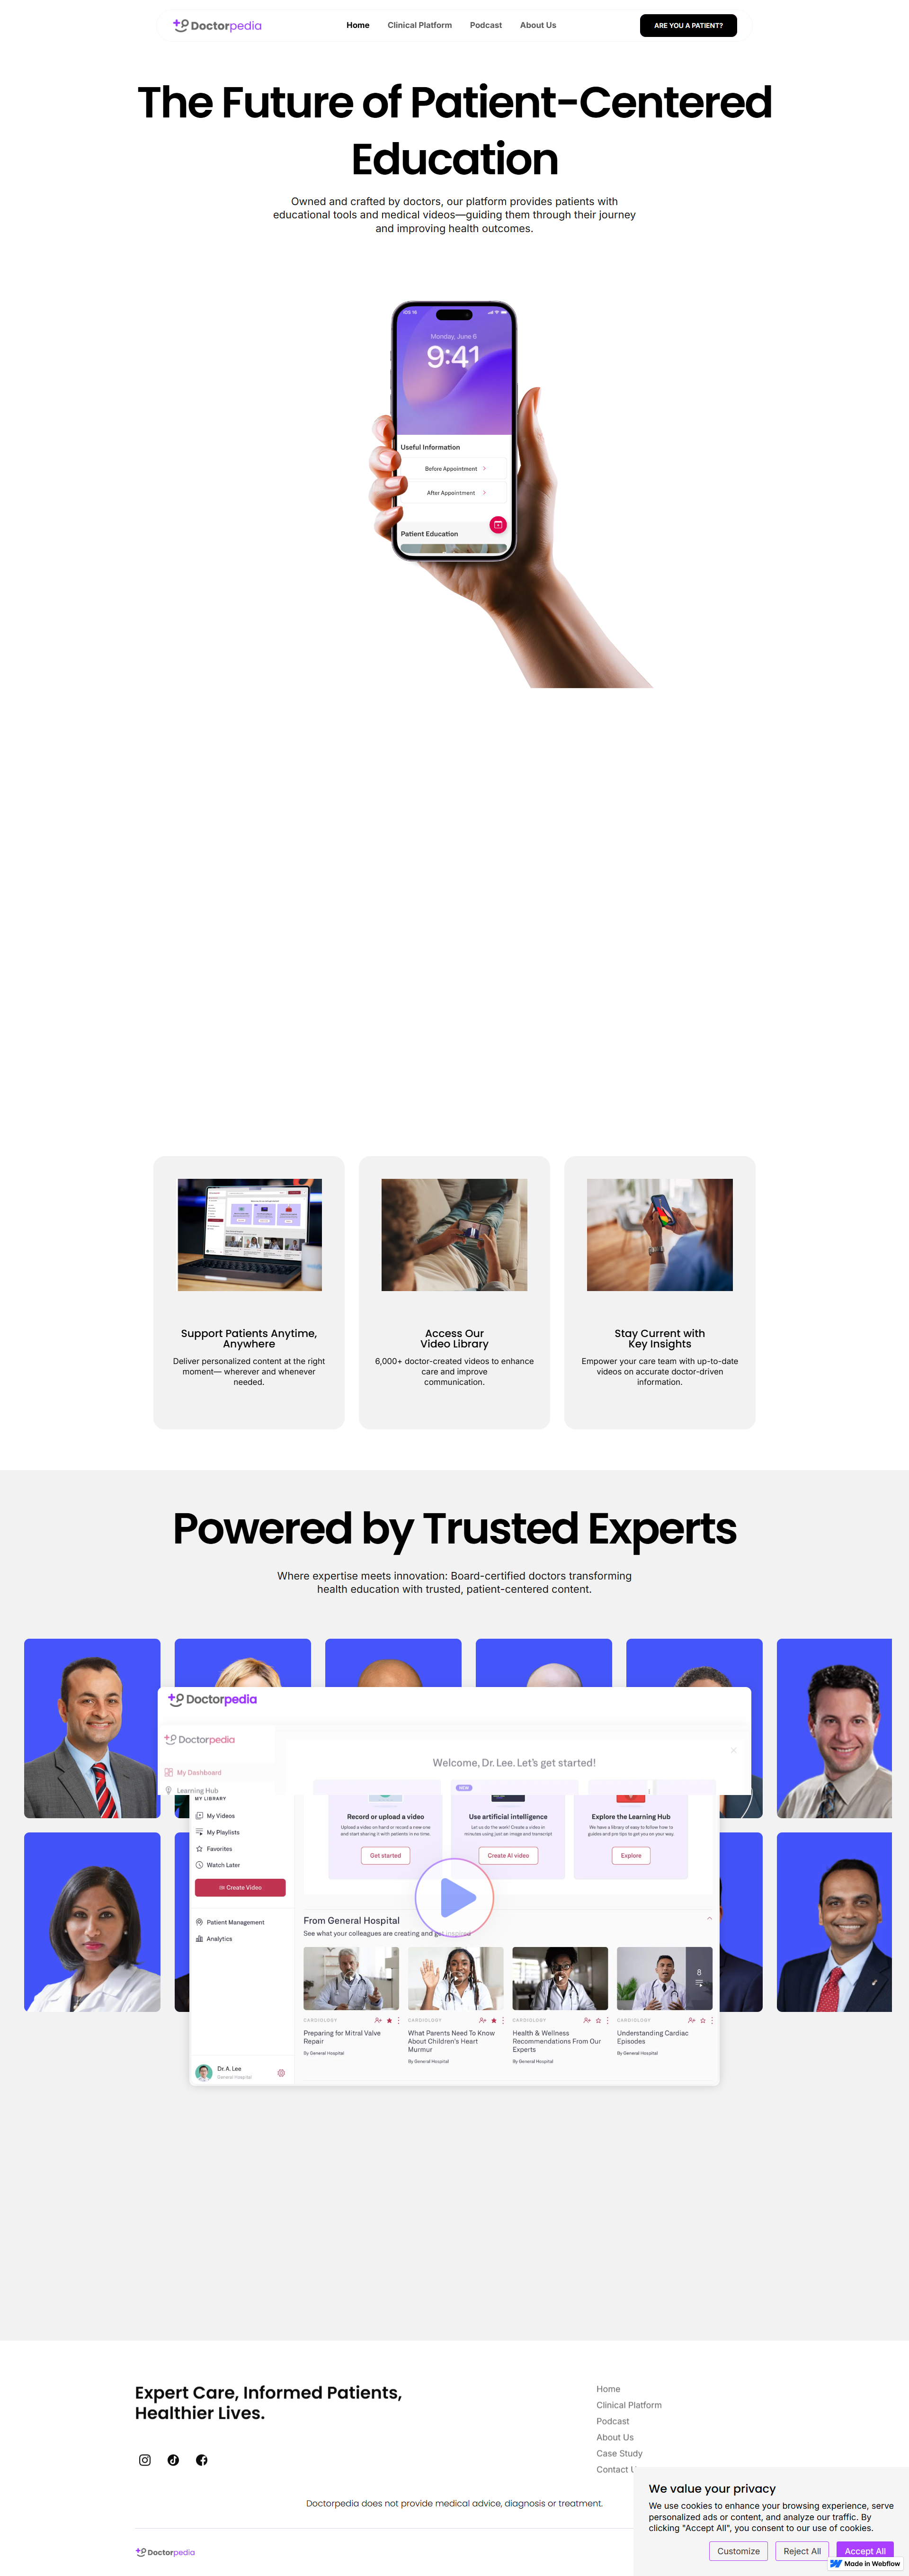 Doctorpedia
Home
Clinical Platform
Podcast
About Us
ARE YOU A PATIENT?
The Future of Patient-Centered
Education
Owned and crafted by doctors, our platform provides patients with
educational tools and medical videos—guiding them through their journey
and improving health outcomes.
iOS 16
Monday, June 6
9:41
Useful Information
Before Appointment
After Appointment
Patient Education
Support Patients Anytime,
Anywhere
Deliver personalized content at the right
moment— wherever and whenever
needed.
Access Our
Video Library
6,000+ doctor-created videos to enhance
care and improve
communication.
Stay Current with
Key Insights
Empower your care team with up-to-date
videos on accurate doctor-driven
information.
Powered by Trusted Experts
Where expertise meets innovation: Board-certified doctors transforming
health education with trusted, patient-centered content.
Doctorpedia
Doctorpedia
My Dashboard
Learning Hub
MY LIBRARY
My Videos
My Playlists
Favorites
Watch Later
Create Video
Patient Management
Analytics
Dr. A. Lee
General Hospital
Welcome, Dr. Lee. Let's get started!
NEW
Record or upload a video
Upload a video on hard or record a new one
and start sharing it with patients in no time.
Get started
Use artificial intelligence
Let us do the work! Create a video in
minutes using just an image and transcript
Create AI video
Explore the Learning Hub
We have a library of easy to follow how to
guides and pro tips to get you on your way.
Explore
From General Hospital
See what your colleagues are creating and get inspired
8
CARDIOLOGY
Preparing for Mitral Valve
Repair
By General Hospital
CARDIOLOGY
What Parents Need To Know
About Children's Heart
Murmur
By General Hospital
CARDIOLOGY
Health & Wellness
Recommendations From Our
Experts
By General Hospital
CARDIOLOGY
Understanding Cardiac
Episodes
By General Hospital
Expert Care, Informed Patients,
Healthier Lives.
Home
Clinical Platform
Podcast
About Us
Case Study
Contact U
Doctorpedia does not provide medical advice, diagnosis or treatment.
Doctorpedia
We value your privacy
We use cookies to enhance your browsing experience, serve
personalized ads or content, and analyze our traffic. By
clicking "Accept All", you consent to our use of cookies.
Customize
Reject All
Accept All
Made in Webflow